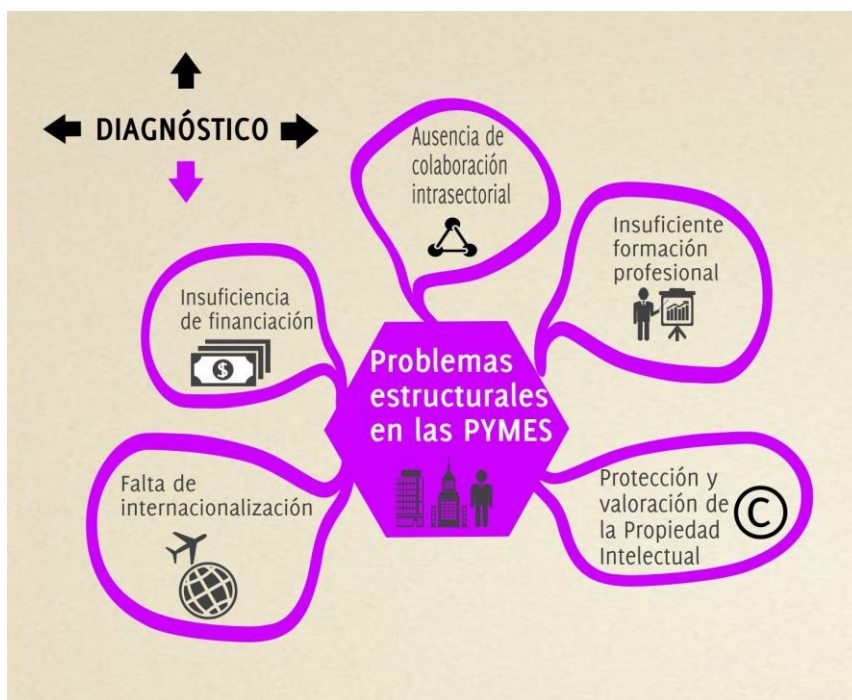 DIAGNÓSTICO
Ausencia de
colaboración
intrasectorial
Insuficiente
formación
profesional
Insuficiencia
de financiación
$
Problemas
estructurales
en las PYMES
Falta de
internacionalización
Protección y
valoración de
la Propiedad
Intelectual
©